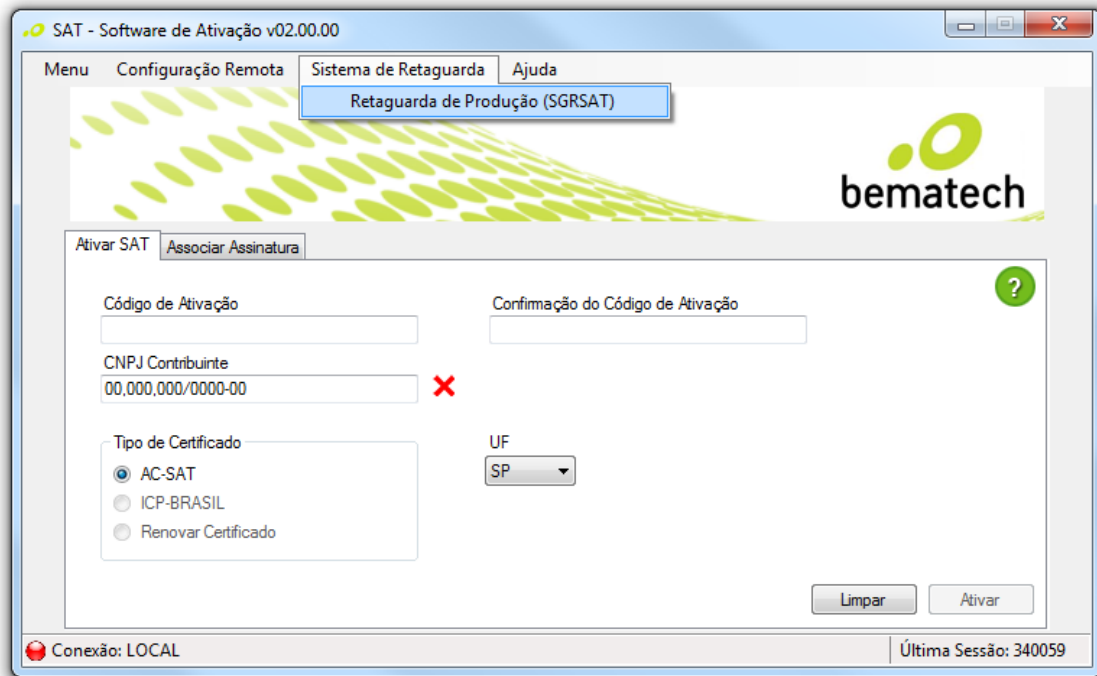 SAT - Software de Ativação v02.00.00
Menu Configuração Remota Sistema de Retaguarda Ajuda
Retaguarda de Produção (SGRSAT)
bematech
Ativar SAT Associar Assinatura
?
Código de Ativação Confirmação do Código de Ativação
CNPJ Contribuinte
00,000,000/0000-00
Tipo de Certificado UF
AC-SAT SP
ICP-BRASIL
Renovar Certificado
Limpar Ativar
Conexão: LOCAL Última Sessão: 340059